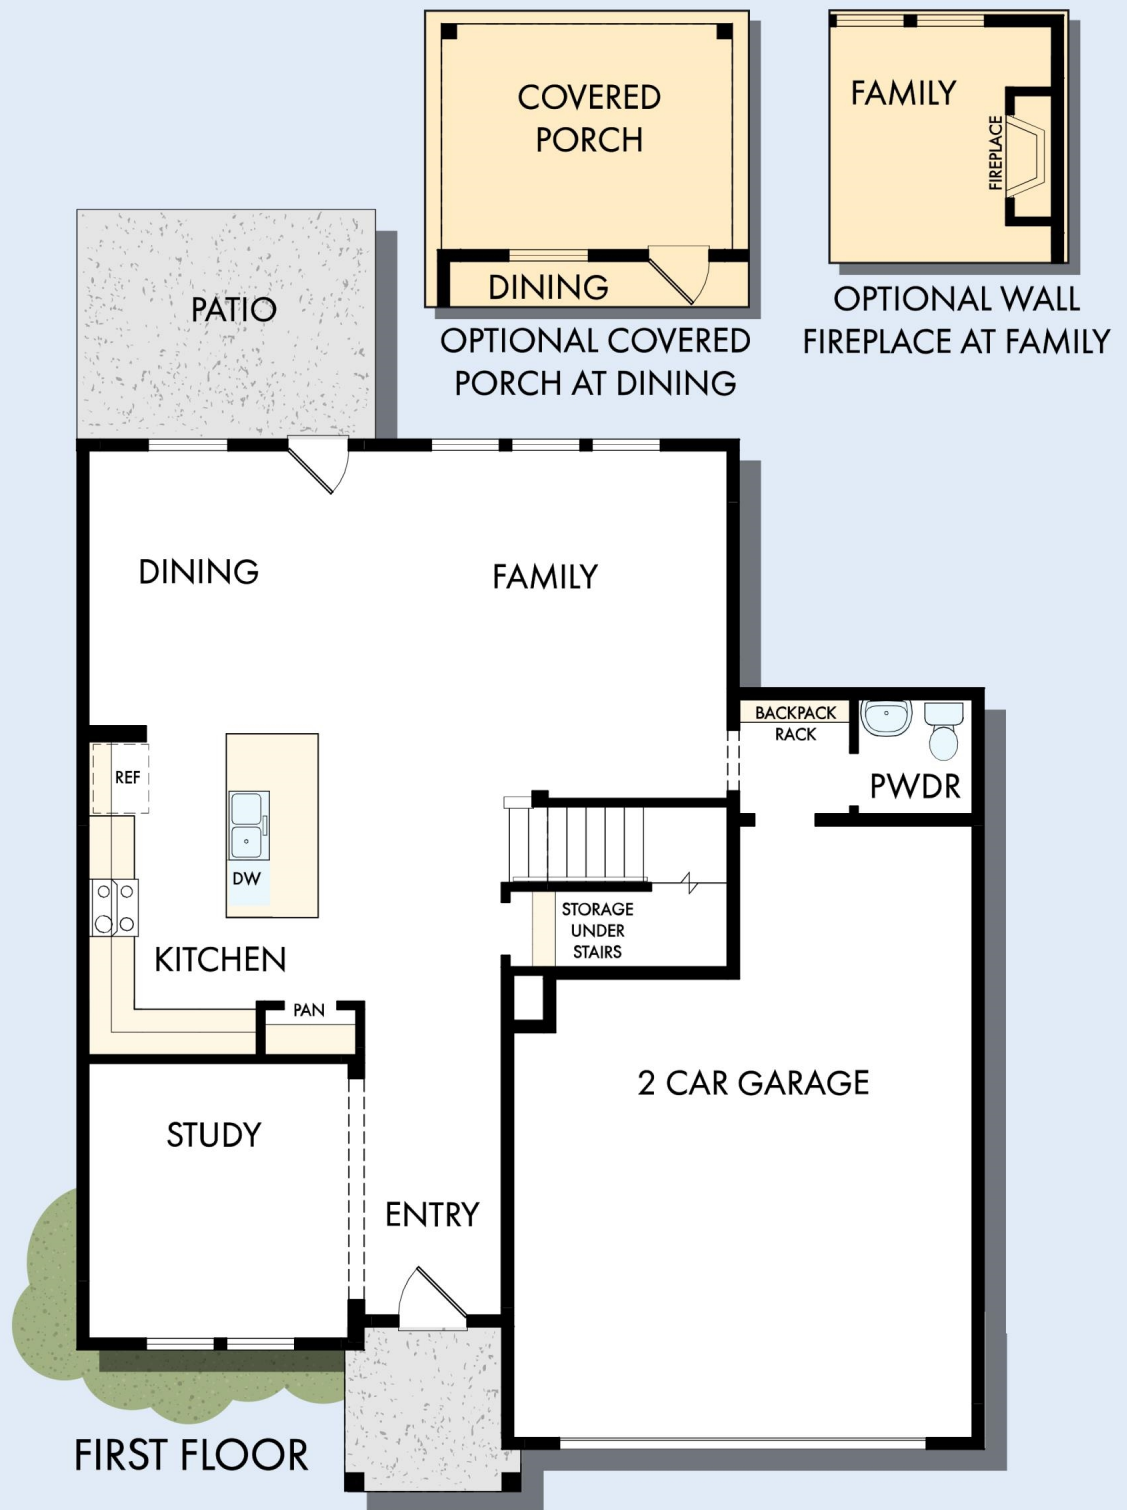 COVERED
PORCH
DINING
OPTIONAL COVERED
PORCH AT DINING
FAMILY
FIREPLACE
OPTIONAL WALL
FIREPLACE AT FAMILY
PATIO
DINING
FAMILY
BACKPACK
RACK
PWDR
REF
DW
STORAGE
UNDER
STAIRS
KITCHEN
PAN
2 CAR GARAGE
STUDY
ENTRY
FIRST FLOOR